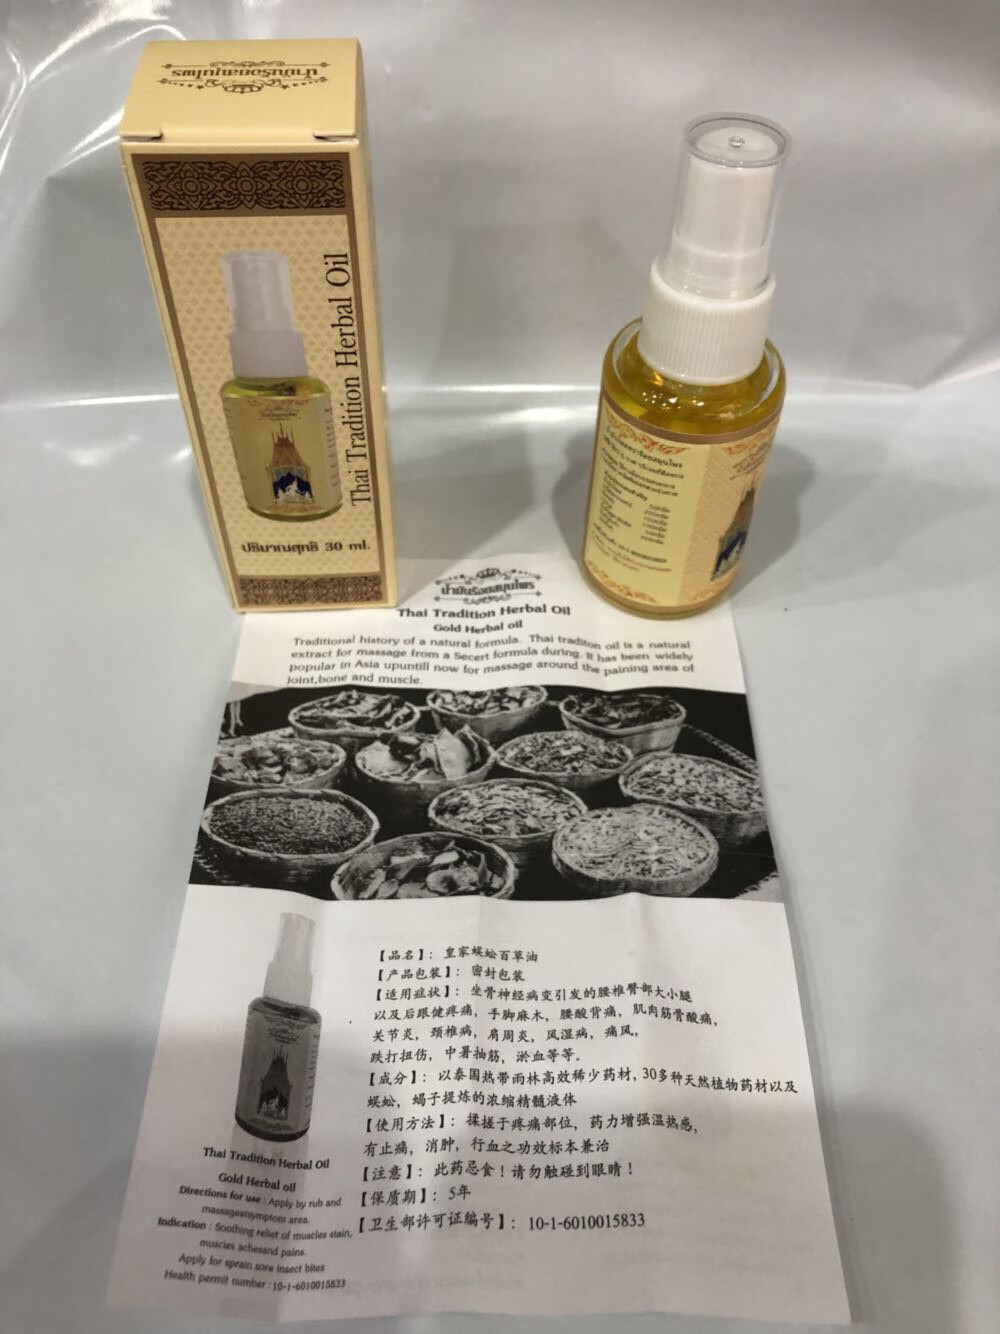 น้ำมันร้อยสมุนไพร
Thai Tradition Herbal Oil
ปริมาณสุทธิ 30 ml.
น้ำมันร้อยสมุนไพร
Thai Tradition Herbal Oil
Gold Herbal oil
Traditional history of a natural formula. Thai traditon oil is a natural
extract for massage from a Secert formula during. It has been widely
popular in Asia upuntill now for massage around the paining area of
joint,bone and muscle.
【品名】：皇家蜈蚣百草油
【产品包装】：密封包装
【适用症状】：坐骨神经病变引发的腰椎臀部大小腿
以及后跟健疼痛，手脚麻木，腰酸背痛，肌肉筋骨酸痛，
关节炎，颈椎病，肩周炎，风湿病，痛风，
跌打扭伤，中暑抽筋，淤血等等．
【成分】：以泰国热带雨林高效稀少药材，30多种天然植物药材以及
蜈蚣，蝎子提炼的浓缩精髓液体
【使用方法】：揉搓于疼痛部位，药力增强温热感，
有止痛，消肿，行血之功效标本兼治
【注意】：此药忌食！请勿触碰到眼睛！
【保质期】：5年
【卫生部许可证编号】：10-1-6010015833
Thai Tradition Herbal Oil
Gold Herbal oil
Directions for use : Apply by rub and
massageatsymptom area.
Indication : Soothing relief of muscles stain,
muscies achesand pains.
Apply for sprain sore insect bites
Health permit number : 10-1-6010015833